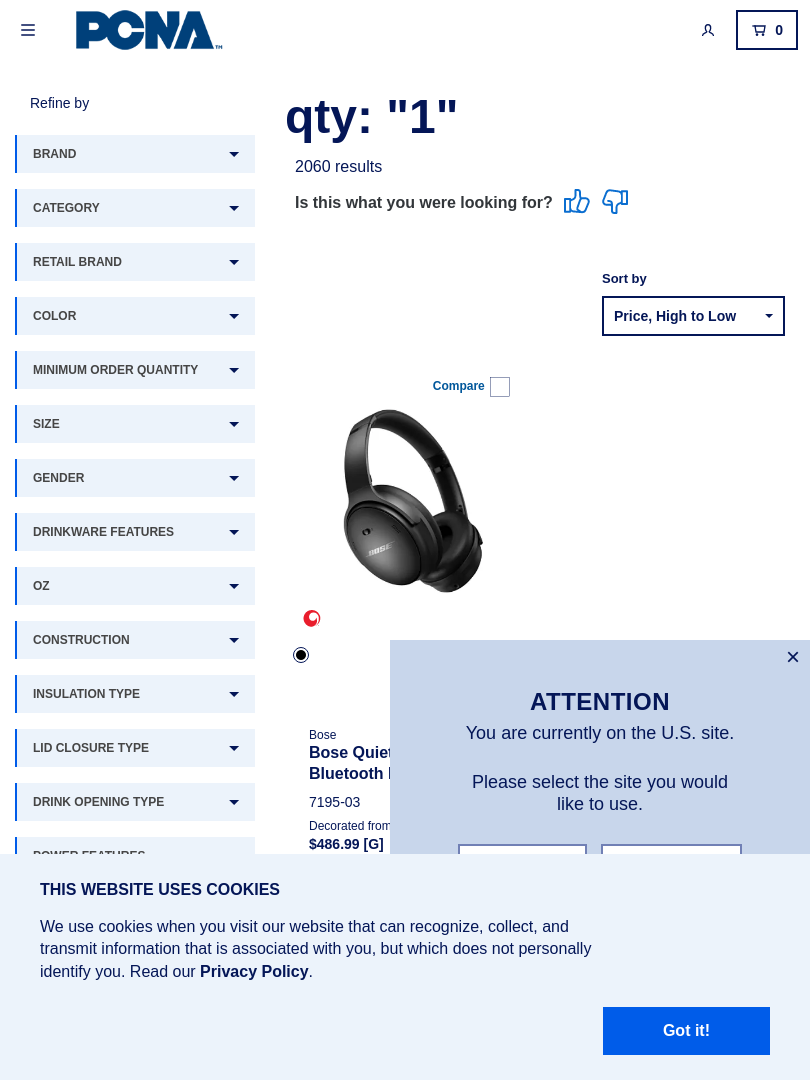 PCNA™
0
Refine by
qty: "1"
BRAND
2060 results
CATEGORY
Is this what you were looking for?
RETAIL BRAND
Sort by
COLOR
Price, High to Low
MINIMUM ORDER QUANTITY
Compare
SIZE
GENDER
BOSE
DRINKWARE FEATURES
OZ
CONSTRUCTION
INSULATION TYPE
LID CLOSURE TYPE
DRINK OPENING TYPE
Bose
Bose Quiet
Bluetooth
7195-03
Decorated from
$486.99 [G]
×
ATTENTION
You are currently on the U.S. site.
Please select the site you would
like to use.
POWER FEATURES
THIS WEBSITE USES COOKIES
We use cookies when you visit our website that can recognize, collect, and
transmit information that is associated with you, but which does not personally
identify you. Read our Privacy Policy.
Got it!